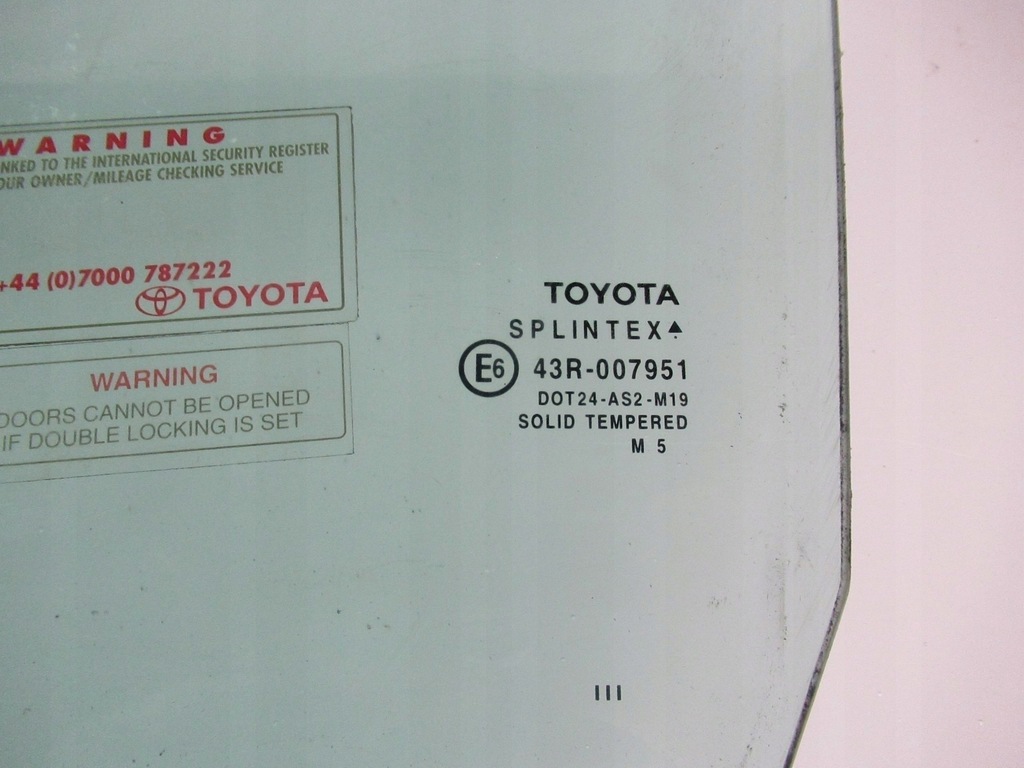 WARNING
NKED TO THE INTERNATIONAL SECURITY REGISTER
OUR OWNER/MILEAGE CHECKING SERVICE
+44 (0)7000 787222
TOYOTA
WARNING
DOORS CANNOT BE OPENED
IF DOUBLE LOCKING IS SET
TOYOTA
SPLINTEX
E6 43R-007951
DOT24-AS2-M19
SOLID TEMPERED
M 5
III